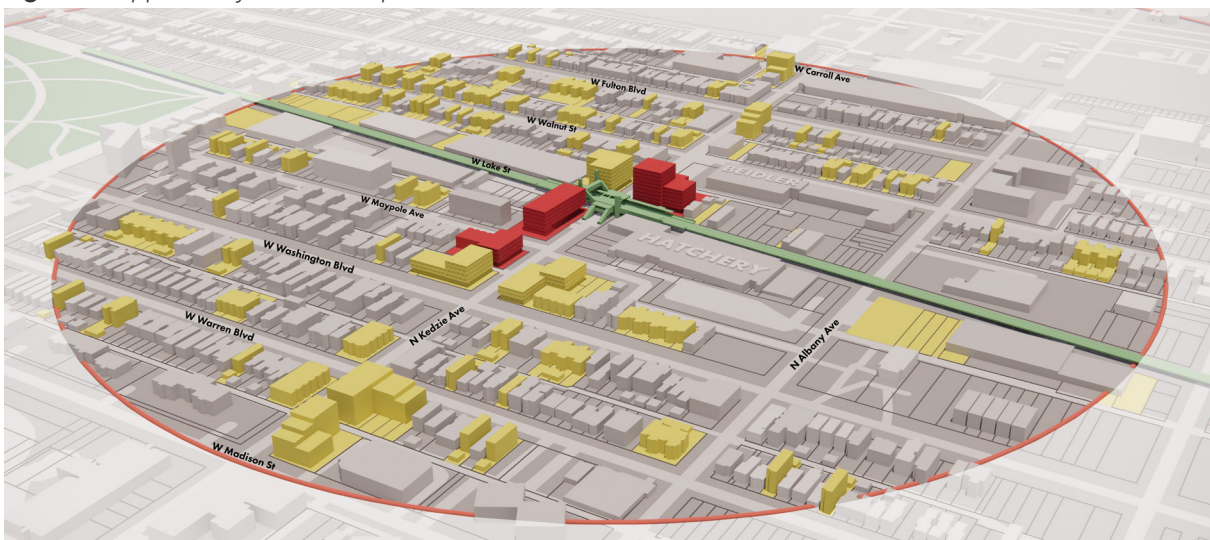 W Carroll Ave
W Fulton Blvd
W Walnut St
W Lake St
BEIDLER
W Maypole Ave
HATCHERY
W Washington Blvd
W Warren Blvd
N Kedzie Ave
N Albany Ave
W Madison St